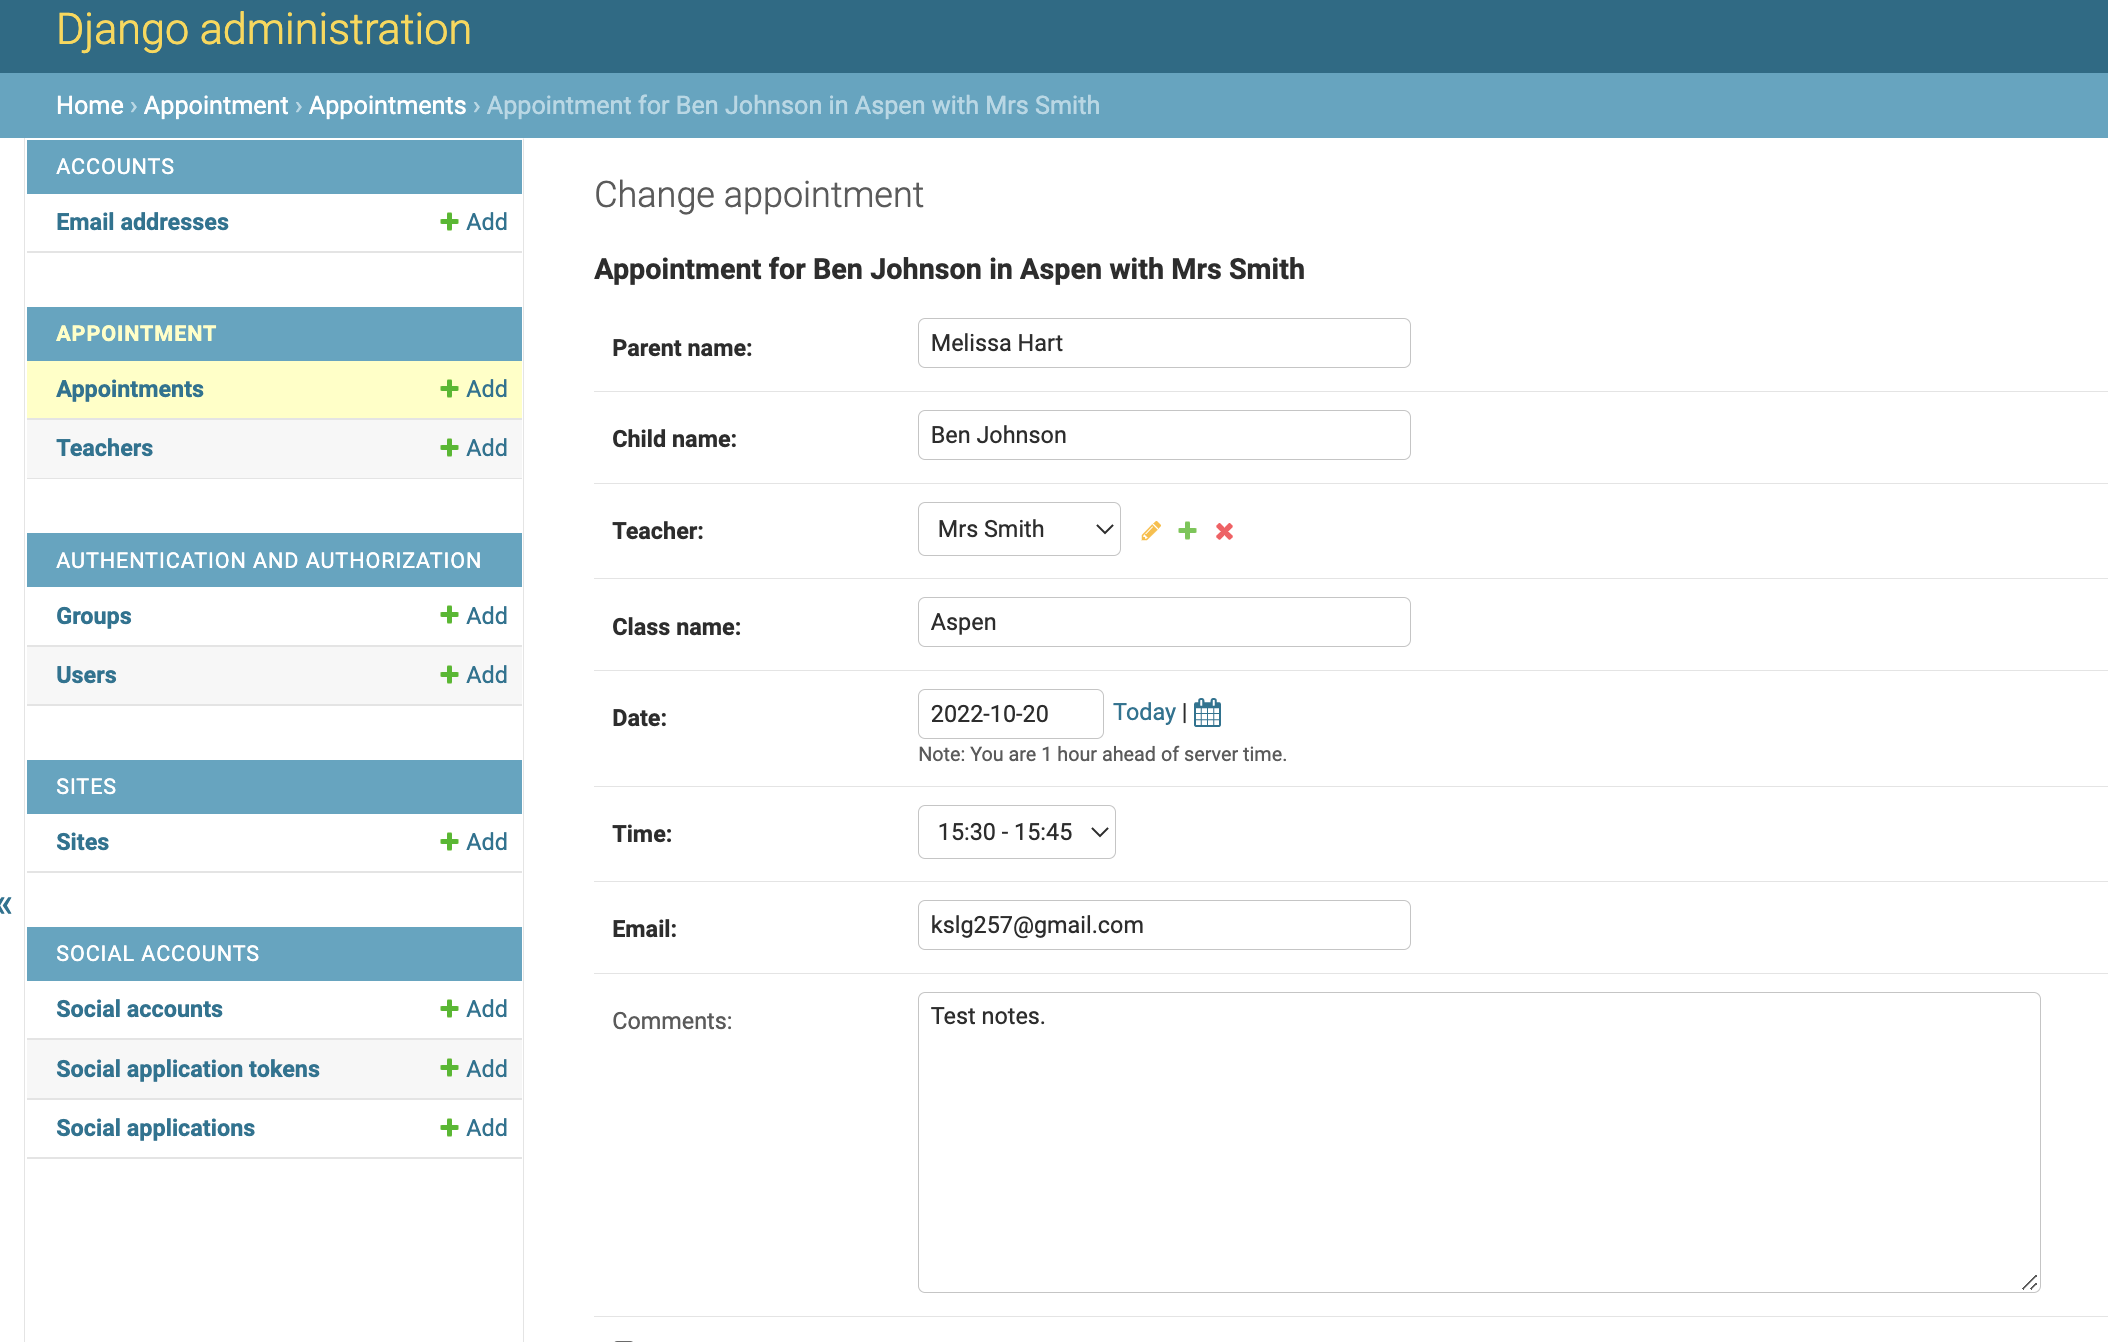 Django administration
Home › Appointment › Appointments › Appointment for Ben Johnson in Aspen with Mrs Smith
ACCOUNTS
Email addresses + Add
APPOINTMENT
Appointments + Add
Teachers + Add
AUTHENTICATION AND AUTHORIZATION
Groups + Add
Users + Add
SITES
Sites + Add
«
SOCIAL ACCOUNTS
Social accounts + Add
Social application tokens + Add
Social applications + Add
Change appointment
Appointment for Ben Johnson in Aspen with Mrs Smith
Parent name: Melissa Hart
Child name: Ben Johnson
Teacher: Mrs Smith
Class name: Aspen
Date: 2022-10-20 Today |
Note: You are 1 hour ahead of server time.
Time: 15:30 - 15:45
Email: kslg257@gmail.com
Comments: Test notes.